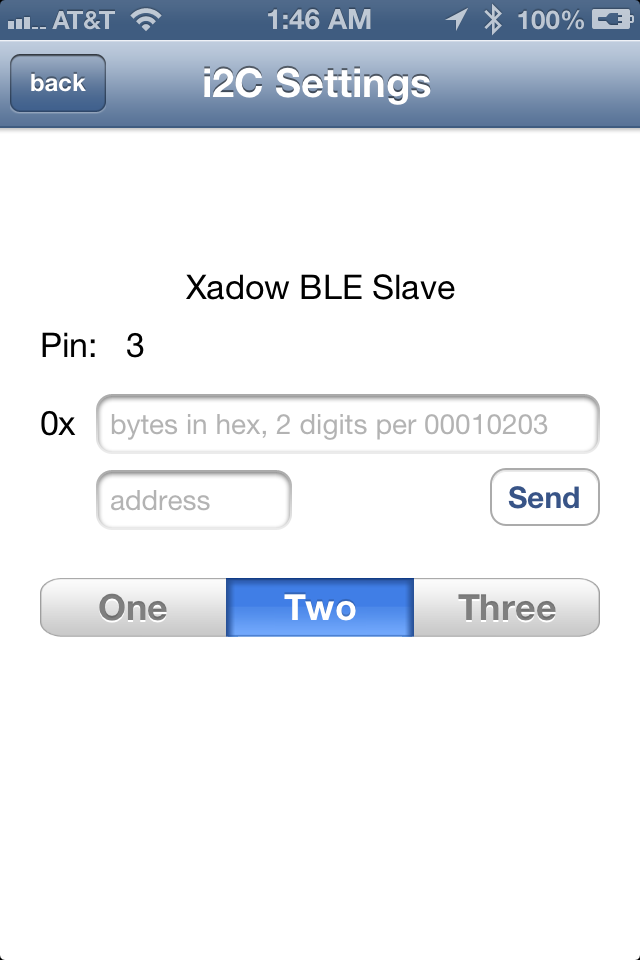 AT&T 1:46 AM 100%
back i2C Settings
Xadow BLE Slave
Pin: 3
0x bytes in hex, 2 digits per 00010203
address Send
One Two Three